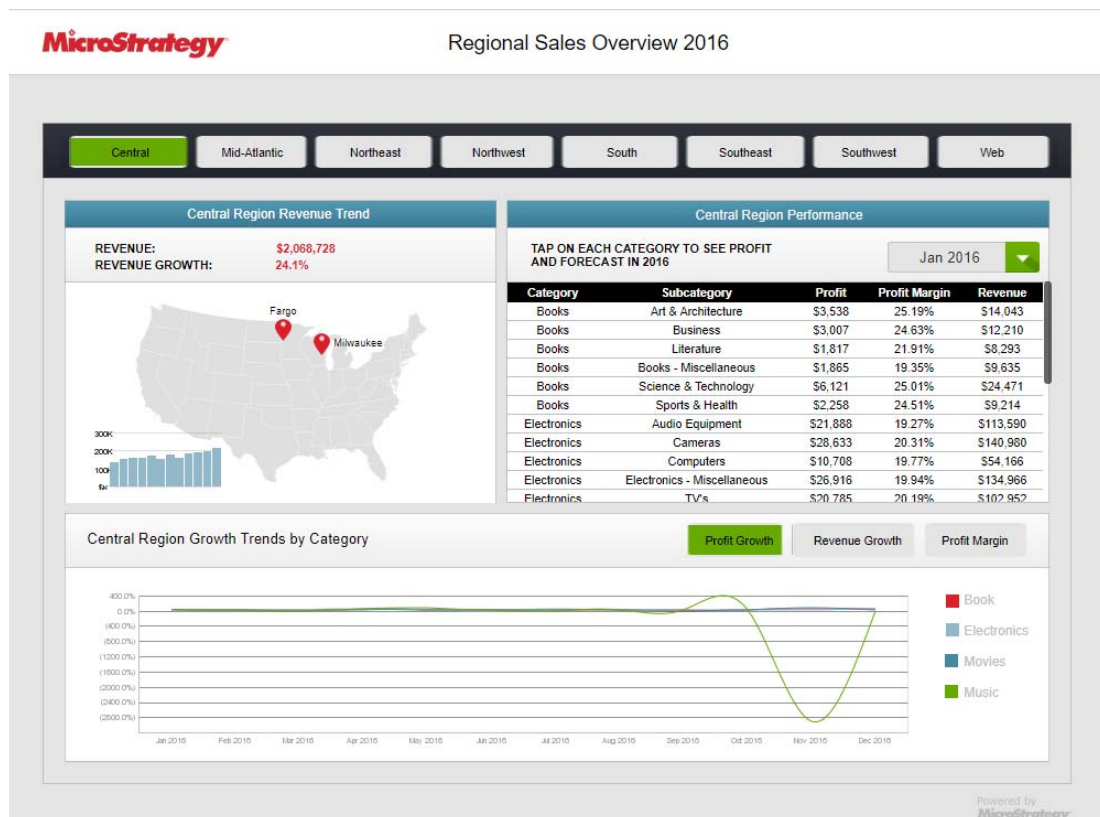 MicroStrategy
Regional Sales Overview 2016
Central Mid-Atlantic Northeast Northwest South Southeast Southwest Web
Central Region Revenue Trend
REVENUE: $2,068,728
REVENUE GROWTH: 24.1%
Fargo
Milwaukee
300K
200K
100K
$K
Central Region Performance
TAP ON EACH CATEGORY TO SEE PROFIT
AND FORECAST IN 2016
Jan 2016
Category Subcategory Profit Profit Margin Revenue
Books Art & Architecture $3,538 25.19% $14,043
Books Business $3,007 24.63% $12,210
Books Literature $1,817 21.91% $8,293
Books Books - Miscellaneous $1,865 19.35% $9,635
Books Science & Technology $6,121 25.01% $24,471
Books Sports & Health $2,258 24.51% $9,214
Electronics Audio Equipment $21,888 19.27% $113,590
Electronics Cameras $28,633 20.31% $140,980
Electronics Computers $10,708 19.77% $54,166
Electronics Electronics - Miscellaneous $26,916 19.94% $134,966
Electronics TV's $20,785 20.19% $102,952
Central Region Growth Trends by Category
Profit Growth Revenue Growth Profit Margin
400.0%
0.0%
(400.0%)
(800.0%)
(1200.0%)
(1600.0%)
(2000.0%)
(2400.0%)
(2800.0%)
Jan 2016 Feb 2016 Mar 2016 Apr 2016 May 2016 Jun 2016 Jul 2016 Aug 2016 Sep 2016 Oct 2016 Nov 2016 Dec 2016
Book
Electronics
Movies
Music
Powered by
MicroStrategy